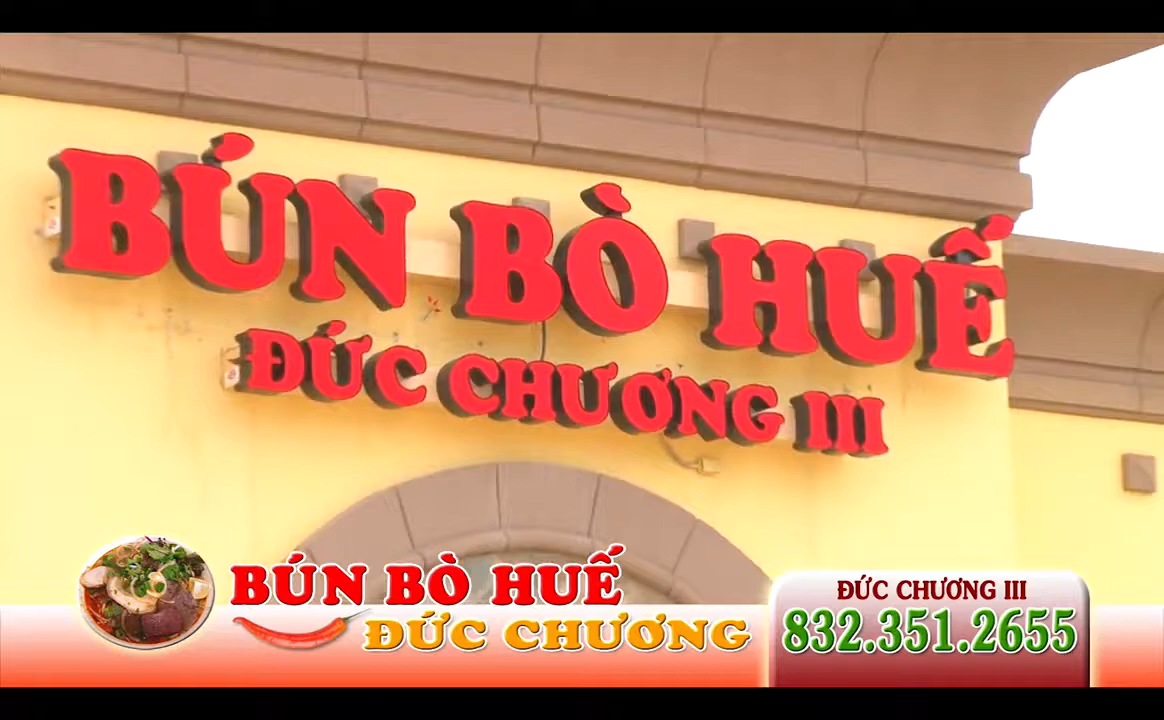 BÚN BÒ HUẾ
ĐỨC CHƯƠNG III
BÚN BÒ HUẾ
ĐỨC CHƯƠNG
ĐỨC CHƯƠNG III
832.351.2655